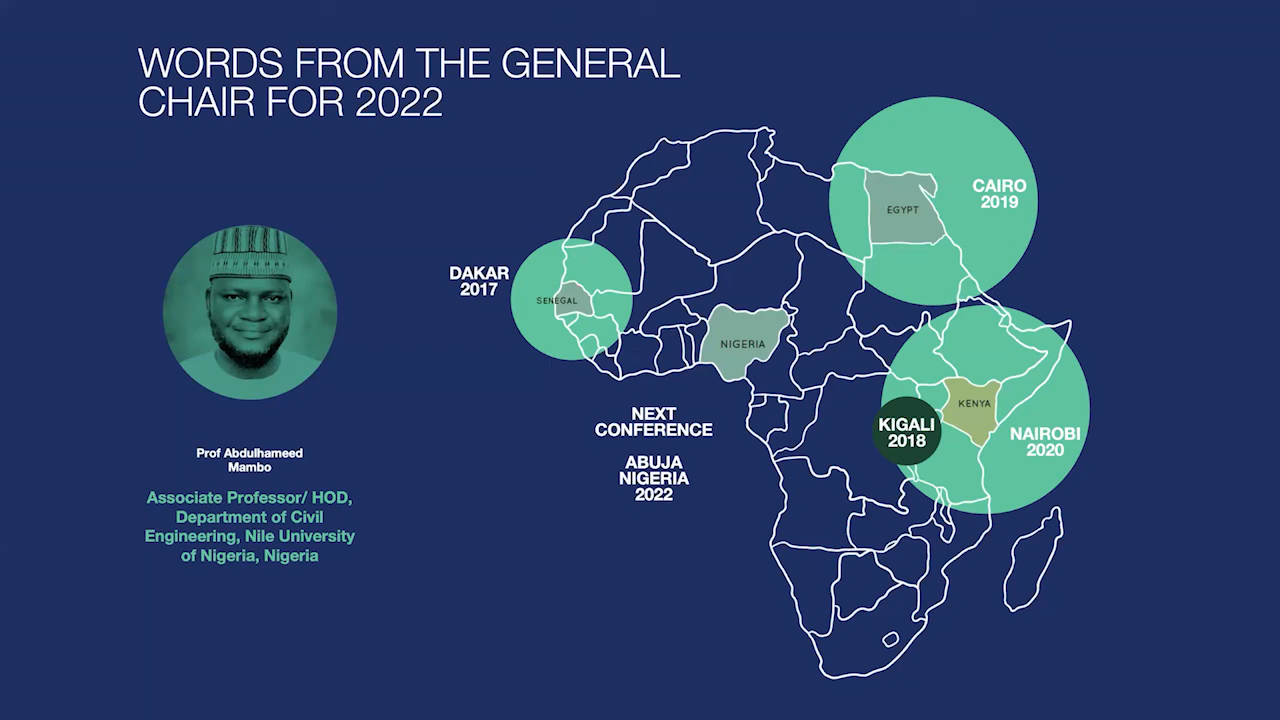 WORDS FROM THE GENERAL
CHAIR FOR 2022
CAIRO
2019
EGYPT
DAKAR
2017
SENEGAL
NIGERIA
KENYA
KIGALI
2018
NAIROBI
2020
NEXT
CONFERENCE
ABUJA
NIGERIA
2022
Prof Abdulhameed
Mambo
Associate Professor/ HOD,
Department of Civil
Engineering, Nile University
of Nigeria, Nigeria